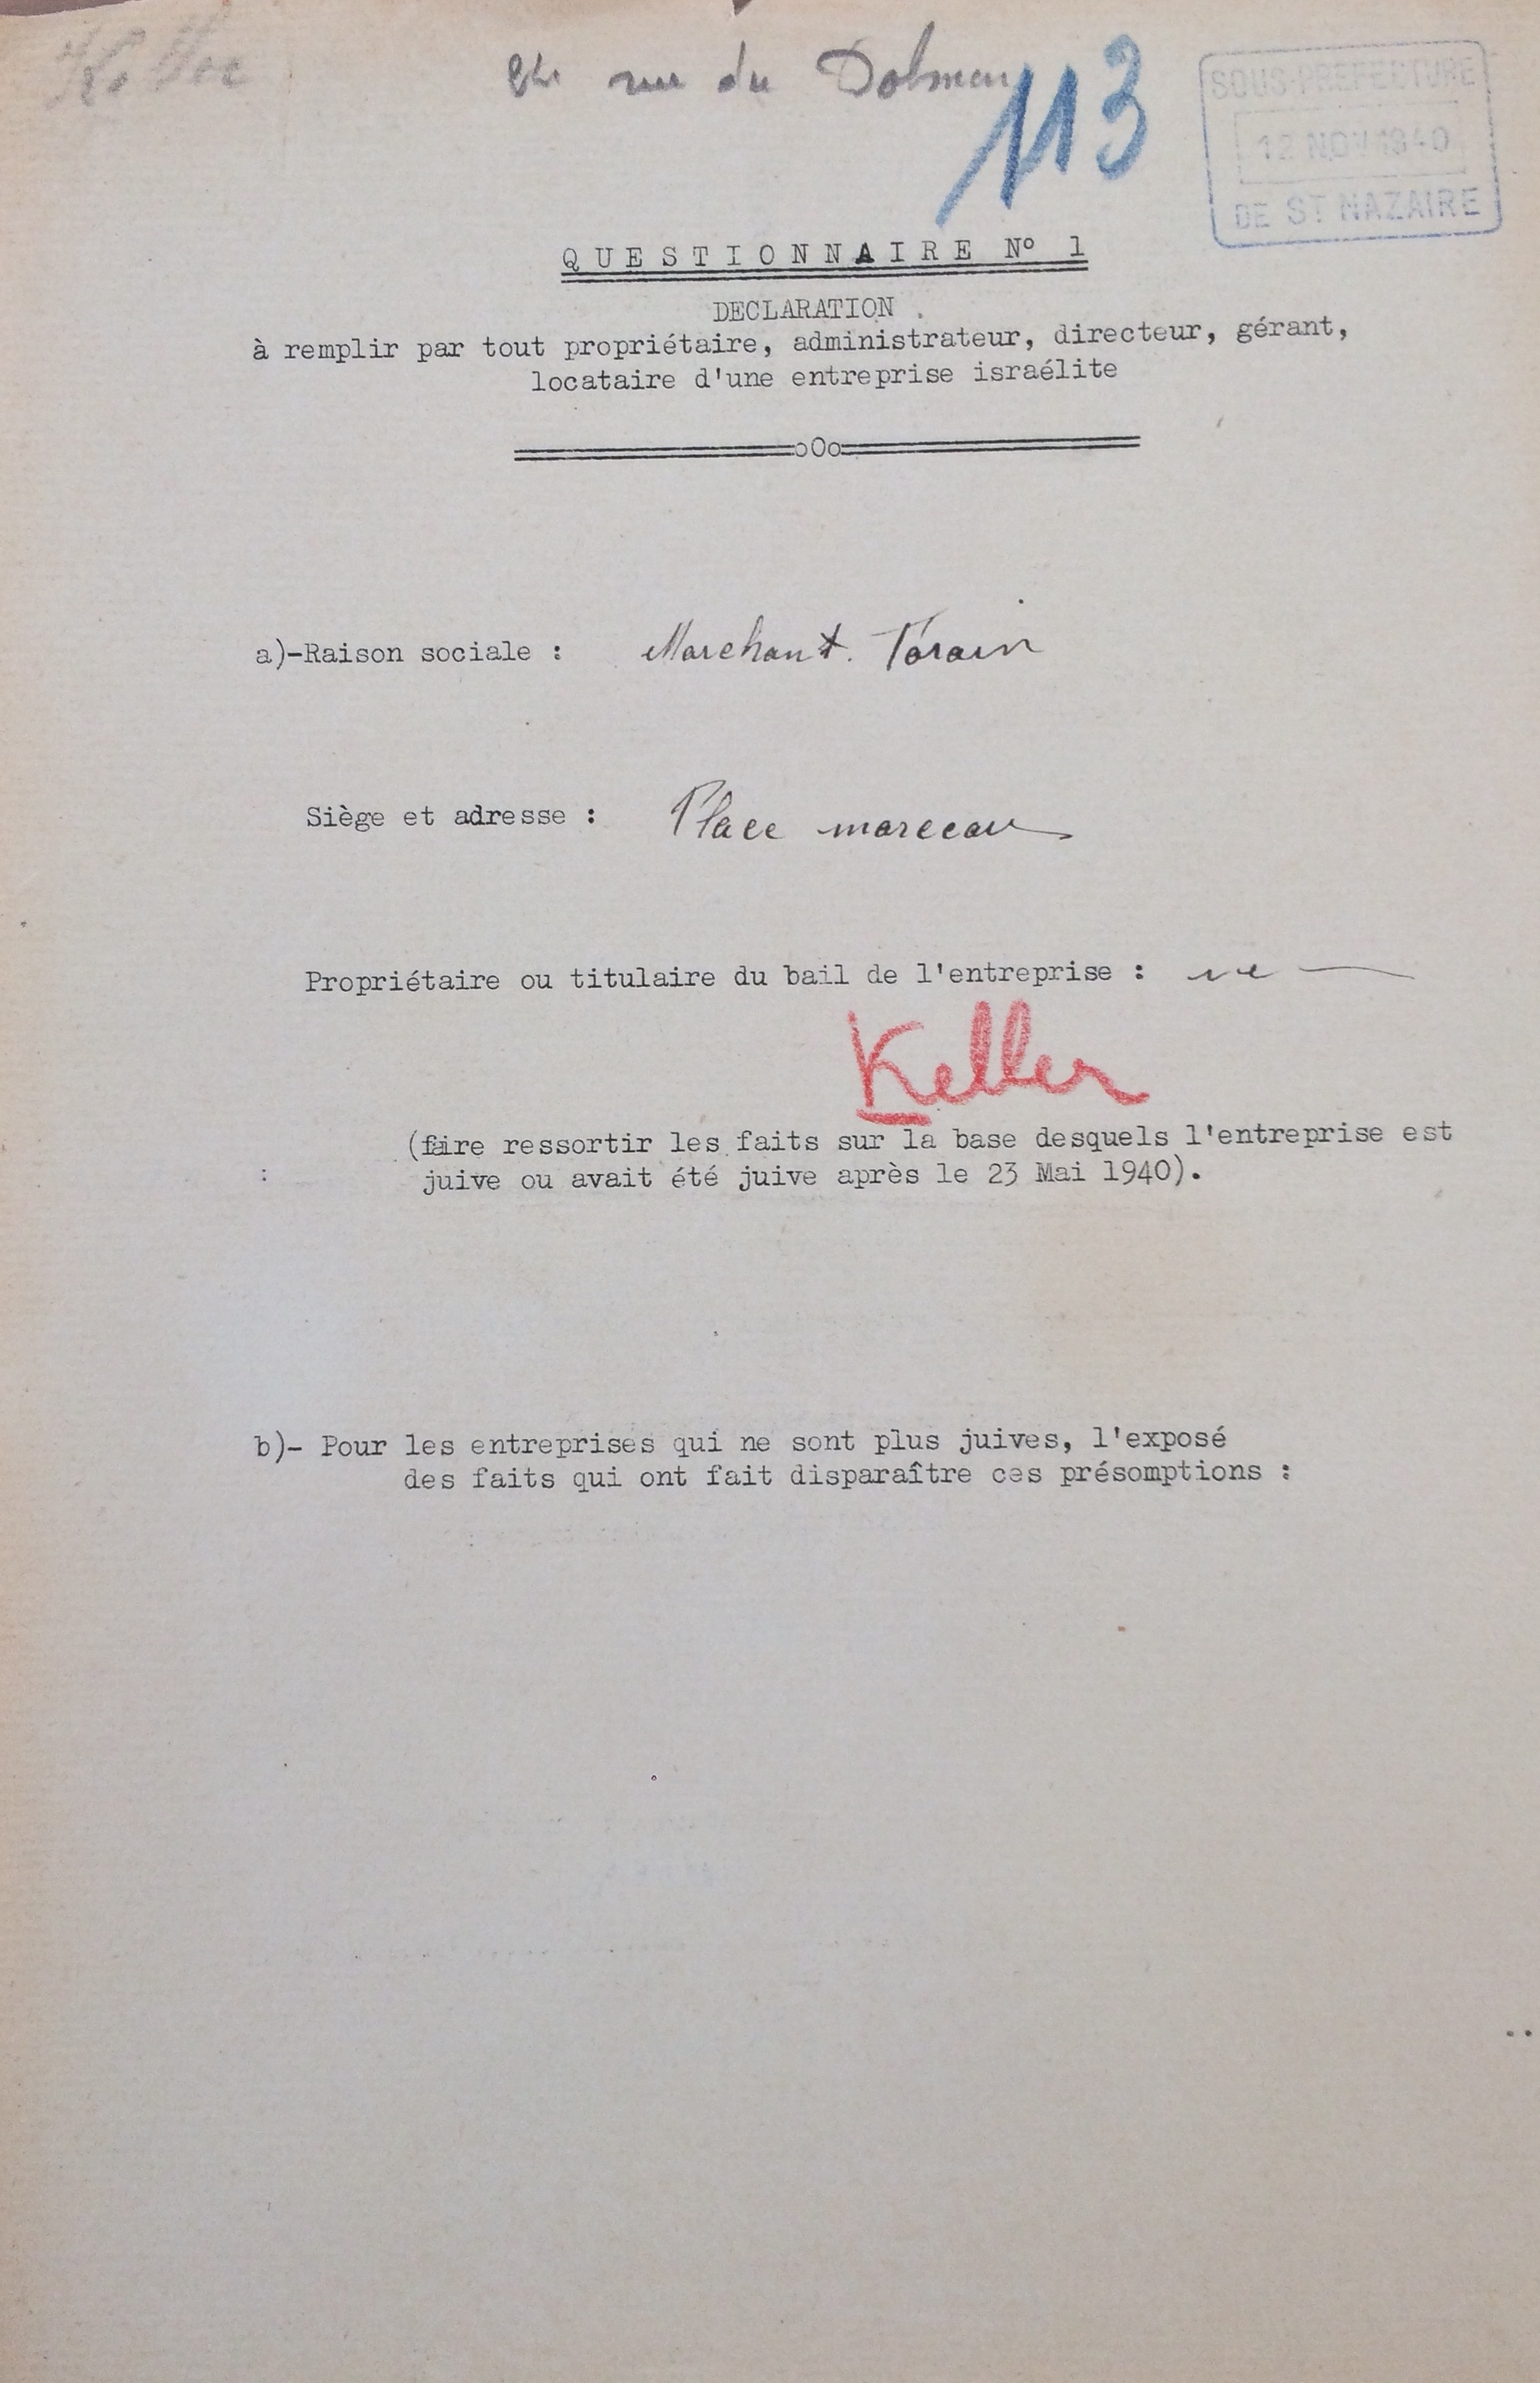 rue du Dolmen
113
SOUS-PREFECTURE
12 NOV 1940
DE ST NAZAIRE
QUESTIONNAIRE Nº 1
DECLARATION.
à remplir par tout propriétaire, administrateur, directeur, gérant,
locataire d'une entreprise israélite
oOo
a)-Raison sociale : Marchant. Forain
Siège et adresse : Place marceau
Propriétaire ou titulaire du bail de l'entreprise :
Keller
(faire ressortir les faits sur la base desquels l'entreprise est
: juive ou avait été juive après le 23 Mai 1940).
b)- Pour les entreprises qui ne sont plus juives, l'exposé
des faits qui ont fait disparaître ces présomptions :